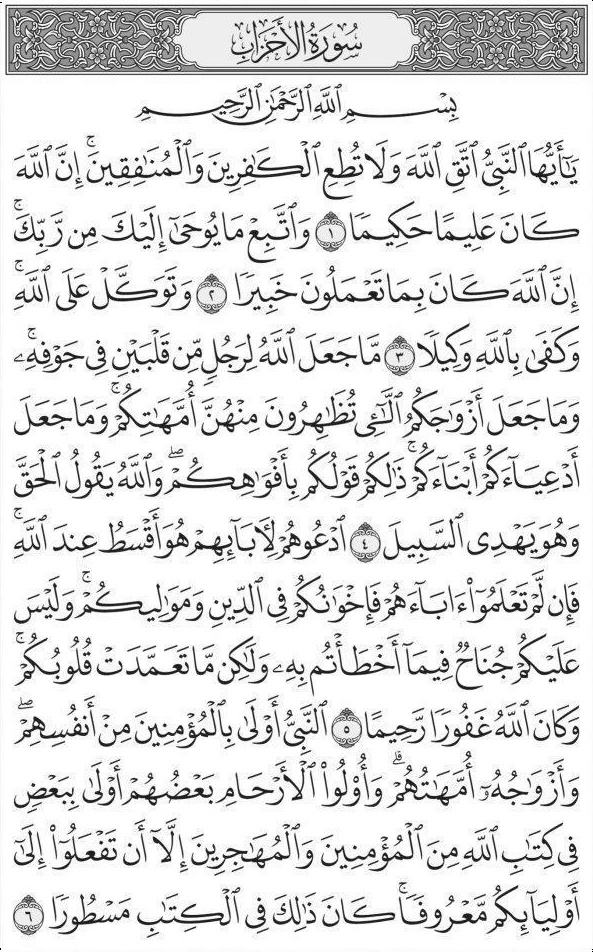 سُورَةُ الأَحْزَابِ
بِسْمِ ٱللَّهِ ٱلرَّحْمَٰنِ ٱلرَّحِيمِ
يَٰٓأَيُّهَا ٱلنَّبِيُّ ٱتَّقِ ٱللَّهَ وَلَا تُطِعِ ٱلْكَٰفِرِينَ وَٱلْمُنَٰفِقِينَۚ إِنَّ ٱللَّهَ
كَانَ عَلِيمًا حَكِيمًا ١ وَٱتَّبِعْ مَا يُوحَىٰٓ إِلَيْكَ مِن رَّبِّكَۚ
إِنَّ ٱللَّهَ كَانَ بِمَا تَعْمَلُونَ خَبِيرًا ٢ وَتَوَكَّلْ عَلَى ٱللَّهِۚ
وَكَفَىٰ بِٱللَّهِ وَكِيلًا ٣ مَّا جَعَلَ ٱللَّهُ لِرَجُلٍ مِّن قَلْبَيْنِ فِي جَوْفِهِۦۚ
وَمَا جَعَلَ أَزْوَٰجَكُمُ ٱلَّٰٓـِٔي تُظَٰهِرُونَ مِنْهُنَّ أُمَّهَٰتِكُمْۚ وَمَا جَعَلَ
أَدْعِيَآءَكُمْ أَبْنَآءَكُمْۚ ذَٰلِكُمْ قَوْلُكُم بِأَفْوَٰهِكُمْۖ وَٱللَّهُ يَقُولُ ٱلْحَقَّ
وَهُوَ يَهْدِي ٱلسَّبِيلَ ٤ ٱدْعُوهُمْ لِأٓبَآئِهِمْ هُوَ أَقْسَطُ عِندَ ٱللَّهِۚ
فَإِن لَّمْ تَعْلَمُوٓا۟ ءَابَآءَهُمْ فَإِخْوَٰنُكُمْ فِي ٱلدِّينِ وَمَوَٰلِيكُمْۚ وَلَيْسَ
عَلَيْكُمْ جُنَاحٌ فِيمَآ أَخْطَأْتُم بِهِۦ وَلَٰكِن مَّا تَعَمَّدَتْ قُلُوبُكُمْۚ
وَكَانَ ٱللَّهُ غَفُورًا رَّحِيمًا ٥ ٱلنَّبِيُّ أَوْلَىٰ بِٱلْمُؤْمِنِينَ مِنْ أَنفُسِهِمْۖ
وَأَزْوَٰجُهُۥٓ أُمَّهَٰتُهُمْۗ وَأُو۟لُوا۟ ٱلْأَرْحَامِ بَعْضُهُمْ أَوْلَىٰ بِبَعْضٍ
فِي كِتَٰبِ ٱللَّهِ مِنَ ٱلْمُؤْمِنِينَ وَٱلْمُهَٰجِرِينَ إِلَّآ أَن تَفْعَلُوٓا۟ إِلَىٰٓ
أَوْلِيَآئِكُم مَّعْرُوفًاۚ كَانَ ذَٰلِكَ فِي ٱلْكِتَٰبِ مَسْطُورًا ٦